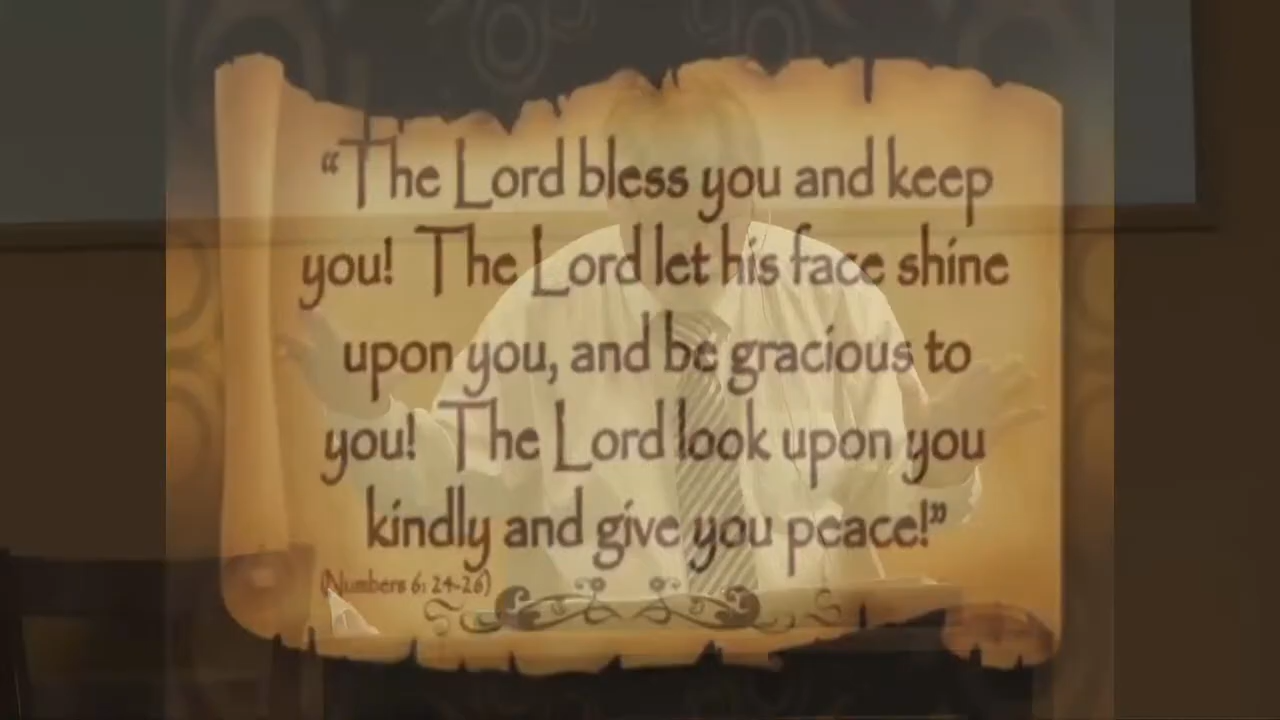 “The Lord bless you and keep
you! The Lord let his face shine
upon you, and be gracious to
you! The Lord look upon you
kindly and give you peace!”
(Numbers 6: 24-26)